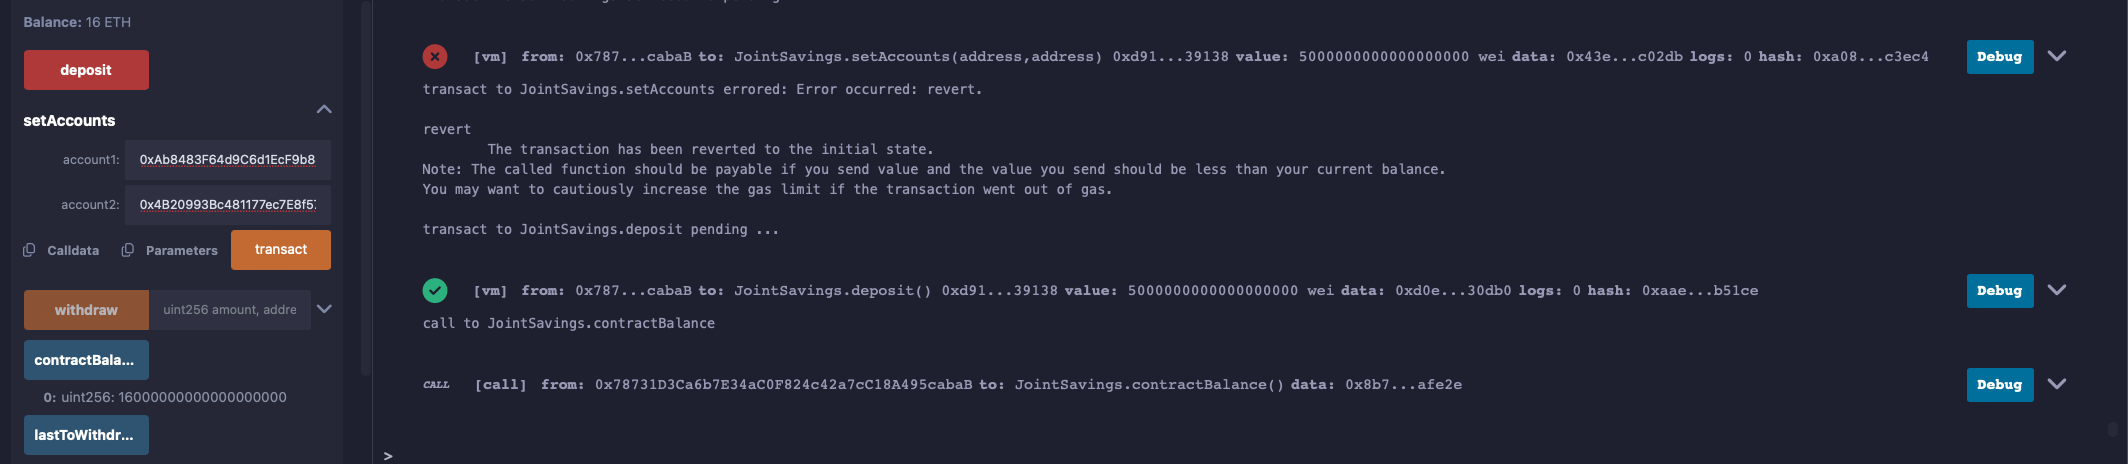 Balance: 16 ETH
deposit
setAccounts
account1: 0xAb8483F64d9C6d1EcF9b8
account2: 0x4B20993Bc481177ec7E8f57
Calldata Parameters transact
withdraw uint256 amount, addre
contractBala...
0: uint256: 16000000000000000000
lastToWithdr...
[vm] from: 0x787...cabaB to: JointSavings.setAccounts(address,address) 0xd91...39138 value: 5000000000000000000 wei data: 0x43e...c02db logs: 0 hash: 0xa08...c3ec4 Debug
transact to JointSavings.setAccounts errored: Error occurred: revert.
revert
The transaction has been reverted to the initial state.
Note: The called function should be payable if you send value and the value you send should be less than your current balance.
You may want to cautiously increase the gas limit if the transaction went out of gas.
transact to JointSavings.deposit pending ...
[vm] from: 0x787...cabaB to: JointSavings.deposit() 0xd91...39138 value: 5000000000000000000 wei data: 0xd0e...30db0 logs: 0 hash: 0xaae...b51ce Debug
call to JointSavings.contractBalance
CALL [call] from: 0x78731D3Ca6b7E34aC0F824c42a7cC18A495cabaB to: JointSavings.contractBalance() data: 0x8b7...afe2e Debug
>